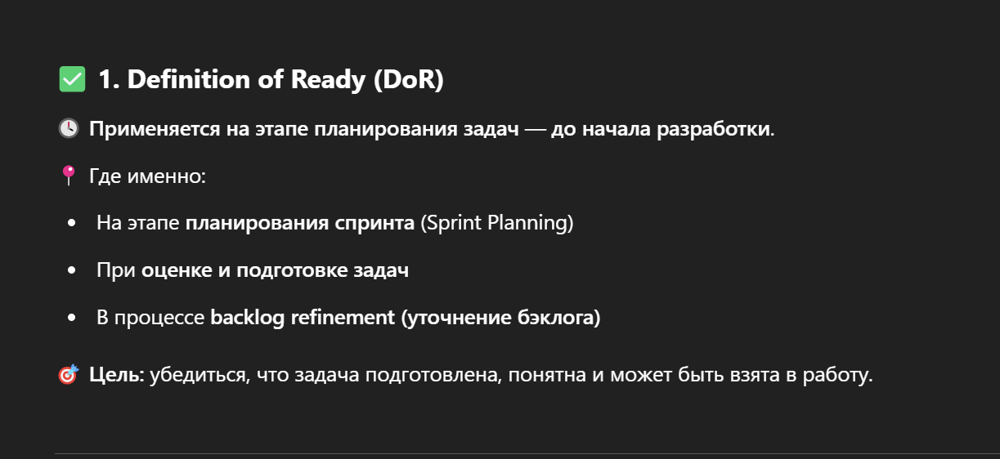 ✅ 1. Definition of Ready (DoR)
🕓 Применяется на этапе планирования задач — до начала разработки.
📍 Где именно:
• На этапе планирования спринта (Sprint Planning)
• При оценке и подготовке задач
• В процессе backlog refinement (уточнение бэклога)
🎯 Цель: убедиться, что задача подготовлена, понятна и может быть взята в работу.